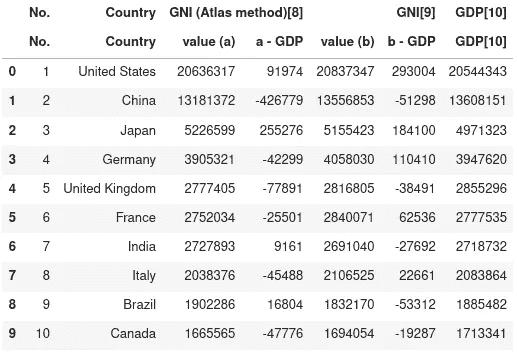 No. Country GNI (Atlas method)[8] GNI[9] GDP[10]
No. Country value (a) a - GDP value (b) b - GDP GDP[10]
0 1 United States 20636317 91974 20837347 293004 20544343
1 2 China 13181372 -426779 13556853 -51298 13608151
2 3 Japan 5226599 255276 5155423 184100 4971323
3 4 Germany 3905321 -42299 4058030 110410 3947620
4 5 United Kingdom 2777405 -77891 2816805 -38491 2855296
5 6 France 2752034 -25501 2840071 62536 2777535
6 7 India 2727893 9161 2691040 -27692 2718732
7 8 Italy 2038376 -45488 2106525 22661 2083864
8 9 Brazil 1902286 16804 1832170 -53312 1885482
9 10 Canada 1665565 -47776 1694054 -19287 1713341